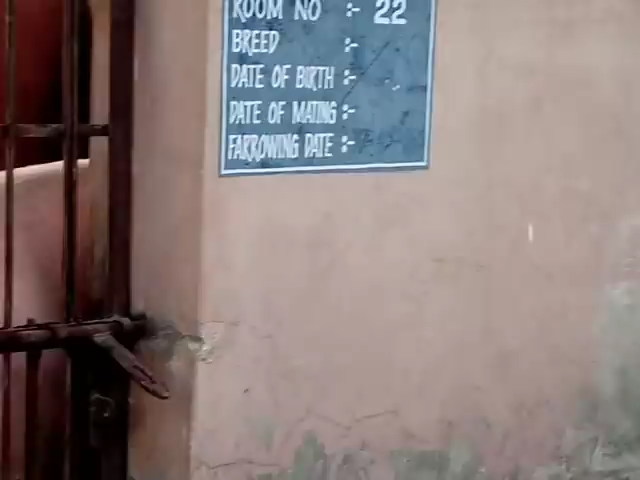 ROOM NO :- 22
BREED :-
DATE OF BIRTH :-
DATE OF MATING :-
FARROWING DATE :-